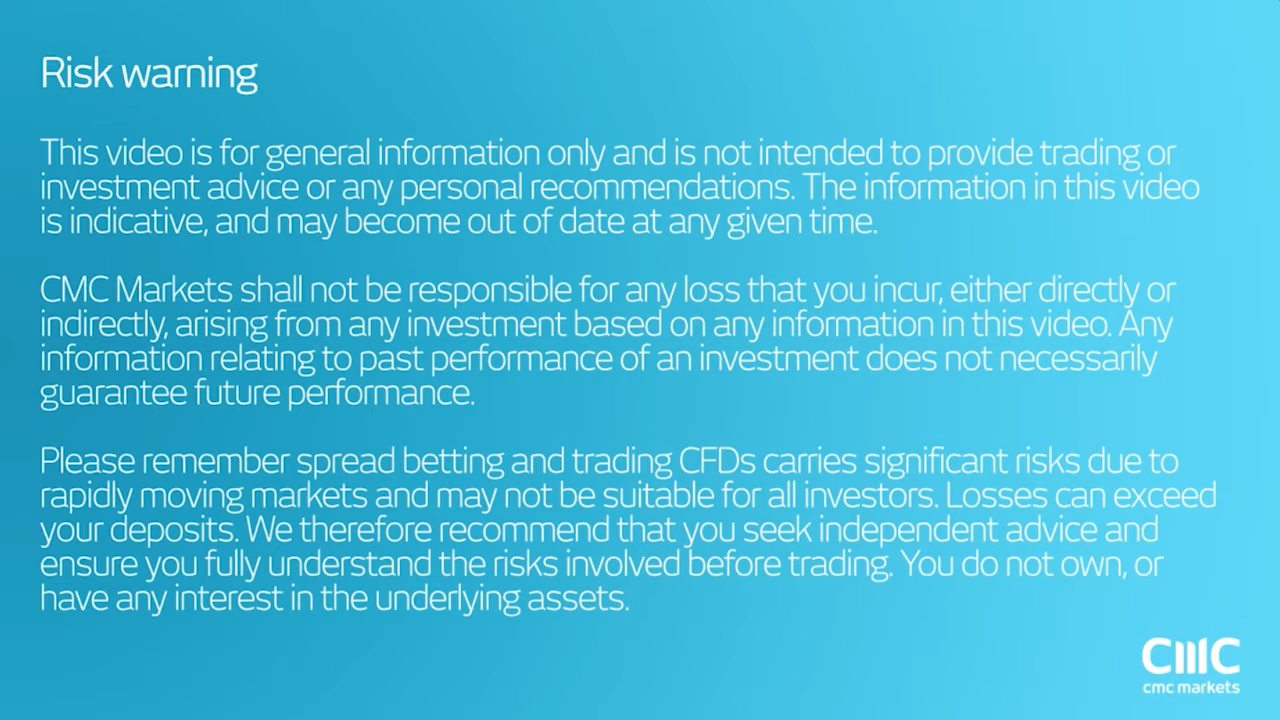 Risk warning
This video is for general information only and is not intended to provide trading or
investment advice or any personal recommendations. The information in this video
is indicative, and may become out of date at any given time.
CMC Markets shall not be responsible for any loss that you incur, either directly or
indirectly, arising from any investment based on any information in this video. Any
information relating to past performance of an investment does not necessarily
guarantee future performance.
Please remember spread betting and trading CFDs carries significant risks due to
rapidly moving markets and may not be suitable for all investors. Losses can exceed
your deposits. We therefore recommend that you seek independent advice and
ensure you fully understand the risks involved before trading. You do not own, or
have any interest in the underlying assets.
CMC
cmc markets